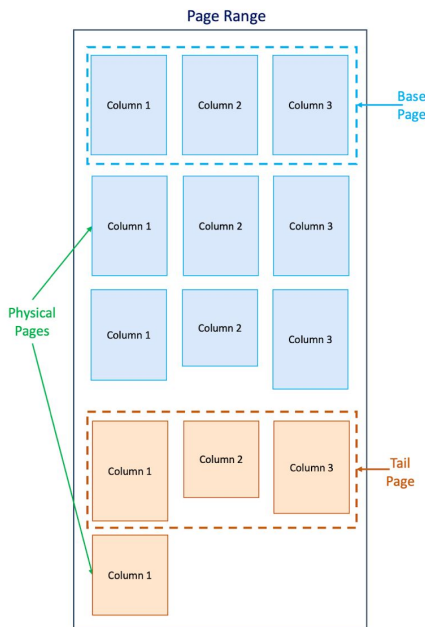 Page Range
Column 1
Column 2
Column 3
Base
Page
Column 1
Column 2
Column 3
Physical
Pages
Column 1
Column 2
Column 3
Column 1
Column 2
Column 3
Tail
Page
Column 1